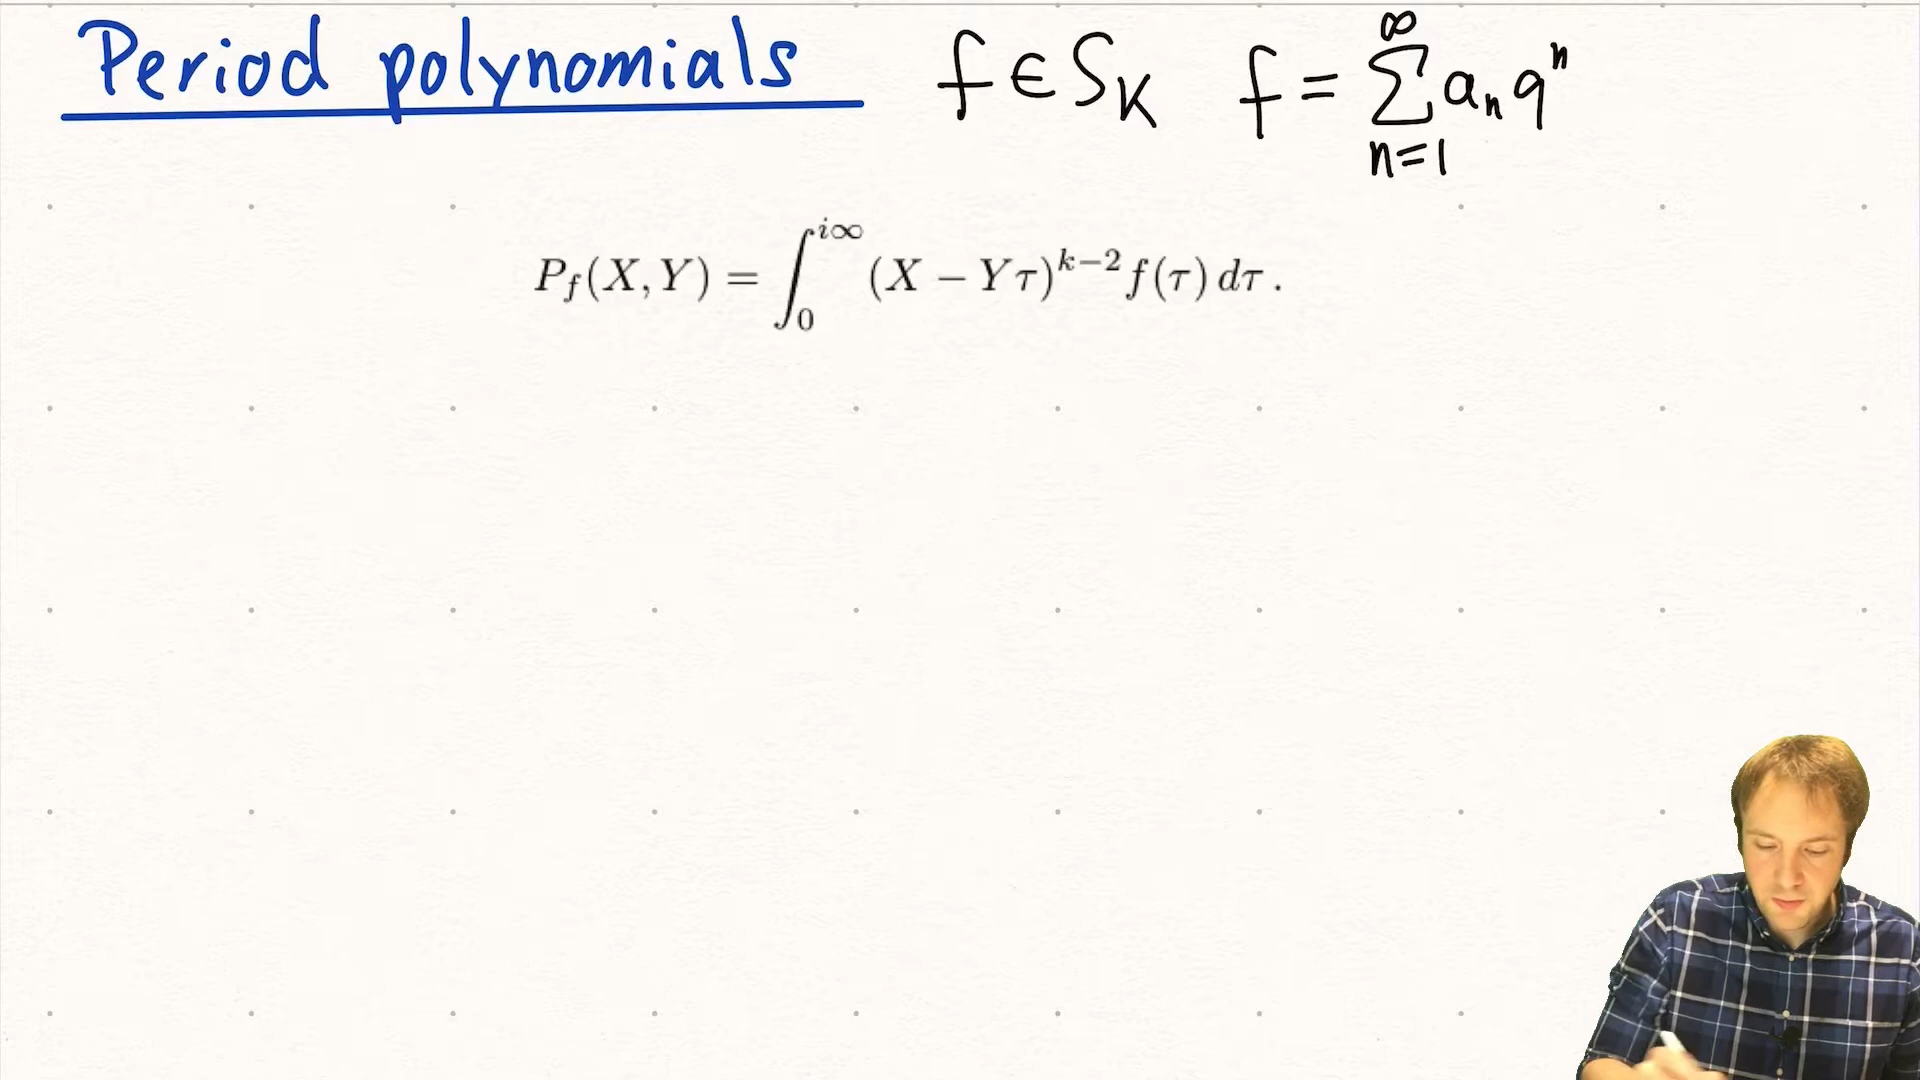 Period polynomials f ∈ S_k f = ∑_{n=1}^{∞} a_n q^n
P_f(X, Y) = ∫_0^{i∞} (X − Yτ)^{k−2} f(τ) dτ .